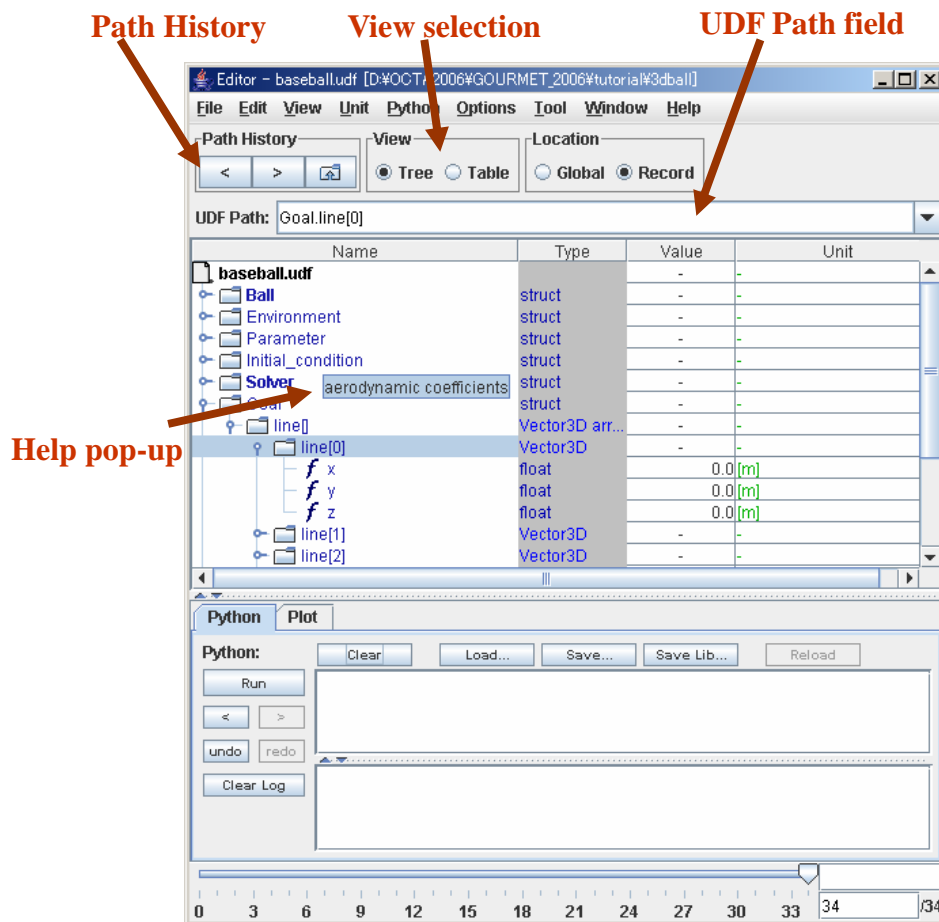 Path History View selection UDF Path field
Editor - baseball.udf [D:¥OCTA2006¥GOURMET_2006¥tutorial¥3dball]
File Edit View Unit Python Options Tool Window Help
Path History View Location
< > Tree Table Global Record
UDF Path: Goal.line[0]
Name Type Value Unit
baseball.udf - -
Ball struct - -
Environment struct - -
Parameter struct - -
Initial_condition struct - -
Solver aerodynamic coefficients struct - -
Goal struct - -
line[] Vector3D arr... - -
Help pop-up line[0] Vector3D - -
f x float 0.0 [m]
f y float 0.0 [m]
f z float 0.0 [m]
line[1] Vector3D - -
line[2] Vector3D - -
Python Plot
Python: Clear Load... Save... Save Lib... Reload
Run
< >
undo redo
Clear Log
0 3 6 9 12 15 18 21 24 27 30 33 34 /34